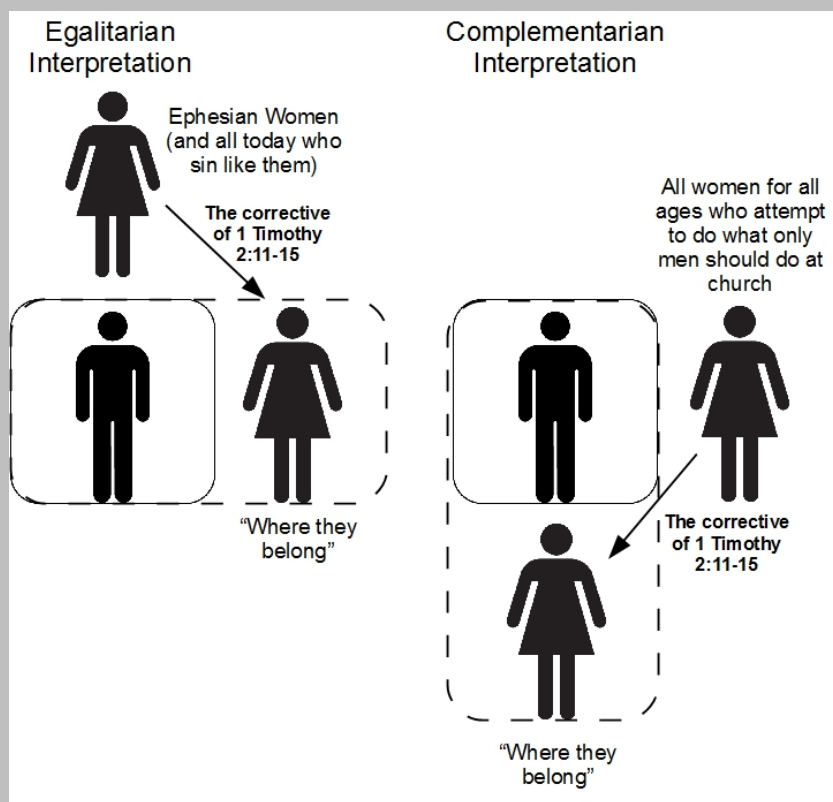 Egalitarian
Interpretation
Ephesian Women
(and all today who
sin like them)
The corrective
of 1 Timothy
2:11-15
“Where they
belong”
Complementarian
Interpretation
All women for all
ages who attempt
to do what only
men should do at
church
The corrective
of 1 Timothy
2:11-15
“Where they
belong”